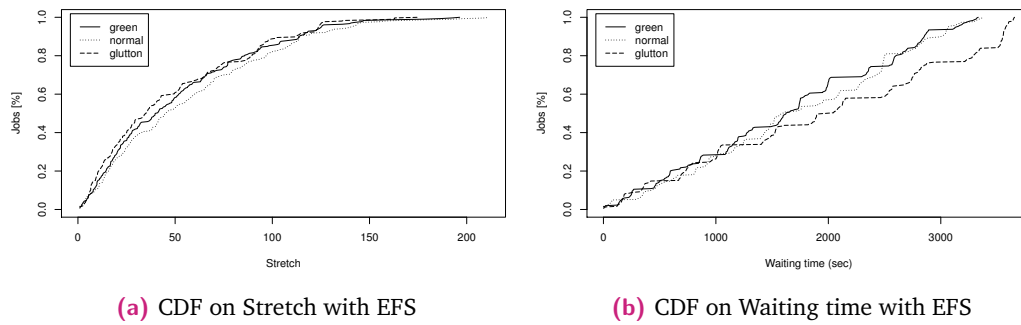 Jobs [%]
1.0
0.8
0.6
0.4
0.2
0.0
green
normal
glutton
0
50
100
150
200
Stretch
(a) CDF on Stretch with EFS
Jobs [%]
1.0
0.8
0.6
0.4
0.2
0.0
green
normal
glutton
0
1000
2000
3000
Waiting time (sec)
(b) CDF on Waiting time with EFS